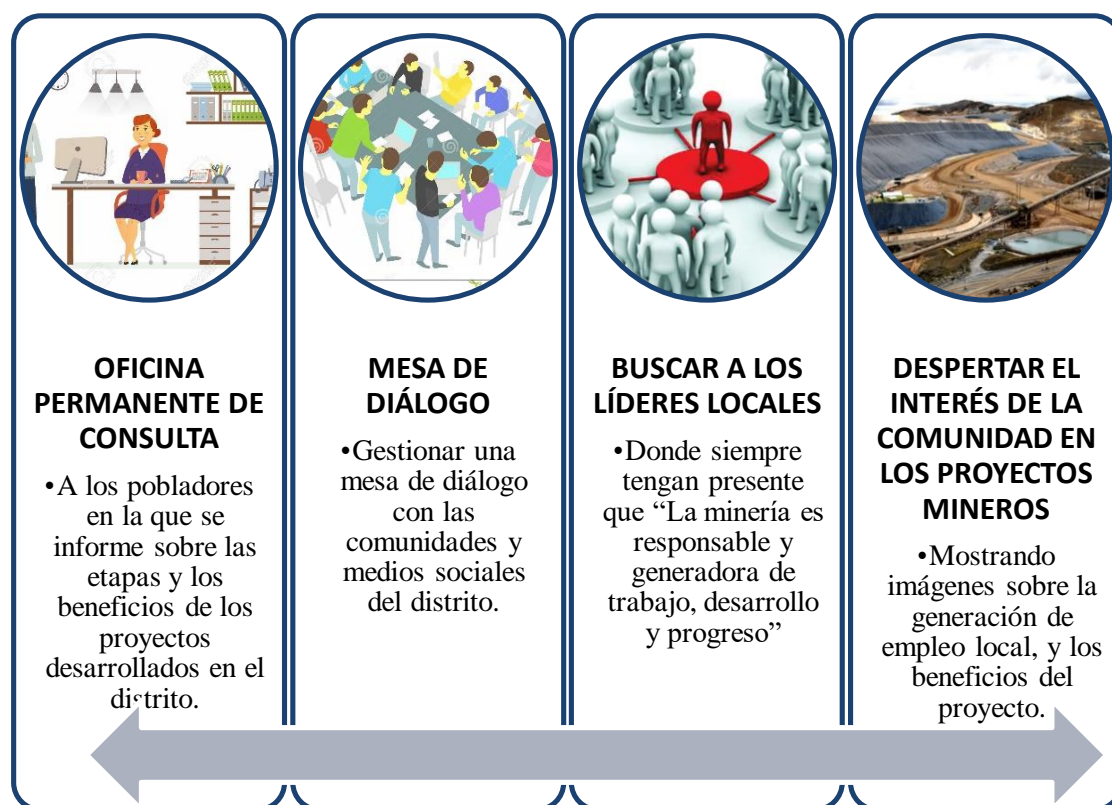 OFICINA
PERMANENTE DE
CONSULTA
•A los pobladores
en la que se
informe sobre las
etapas y los
beneficios de los
proyectos
desarrollados en el
distrito.
MESA DE
DIÁLOGO
•Gestionar una
mesa de diálogo
con las
comunidades y
medios sociales
del distrito.
BUSCAR A LOS
LÍDERES LOCALES
•Donde siempre
tengan presente
que “La minería es
responsable y
generadora de
trabajo, desarrollo
y progreso”
DESPERTAR EL
INTERÉS DE LA
COMUNIDAD EN
LOS PROYECTOS
MINEROS
•Mostrando
imágenes sobre la
generación de
empleo local, y los
beneficios del
proyecto.